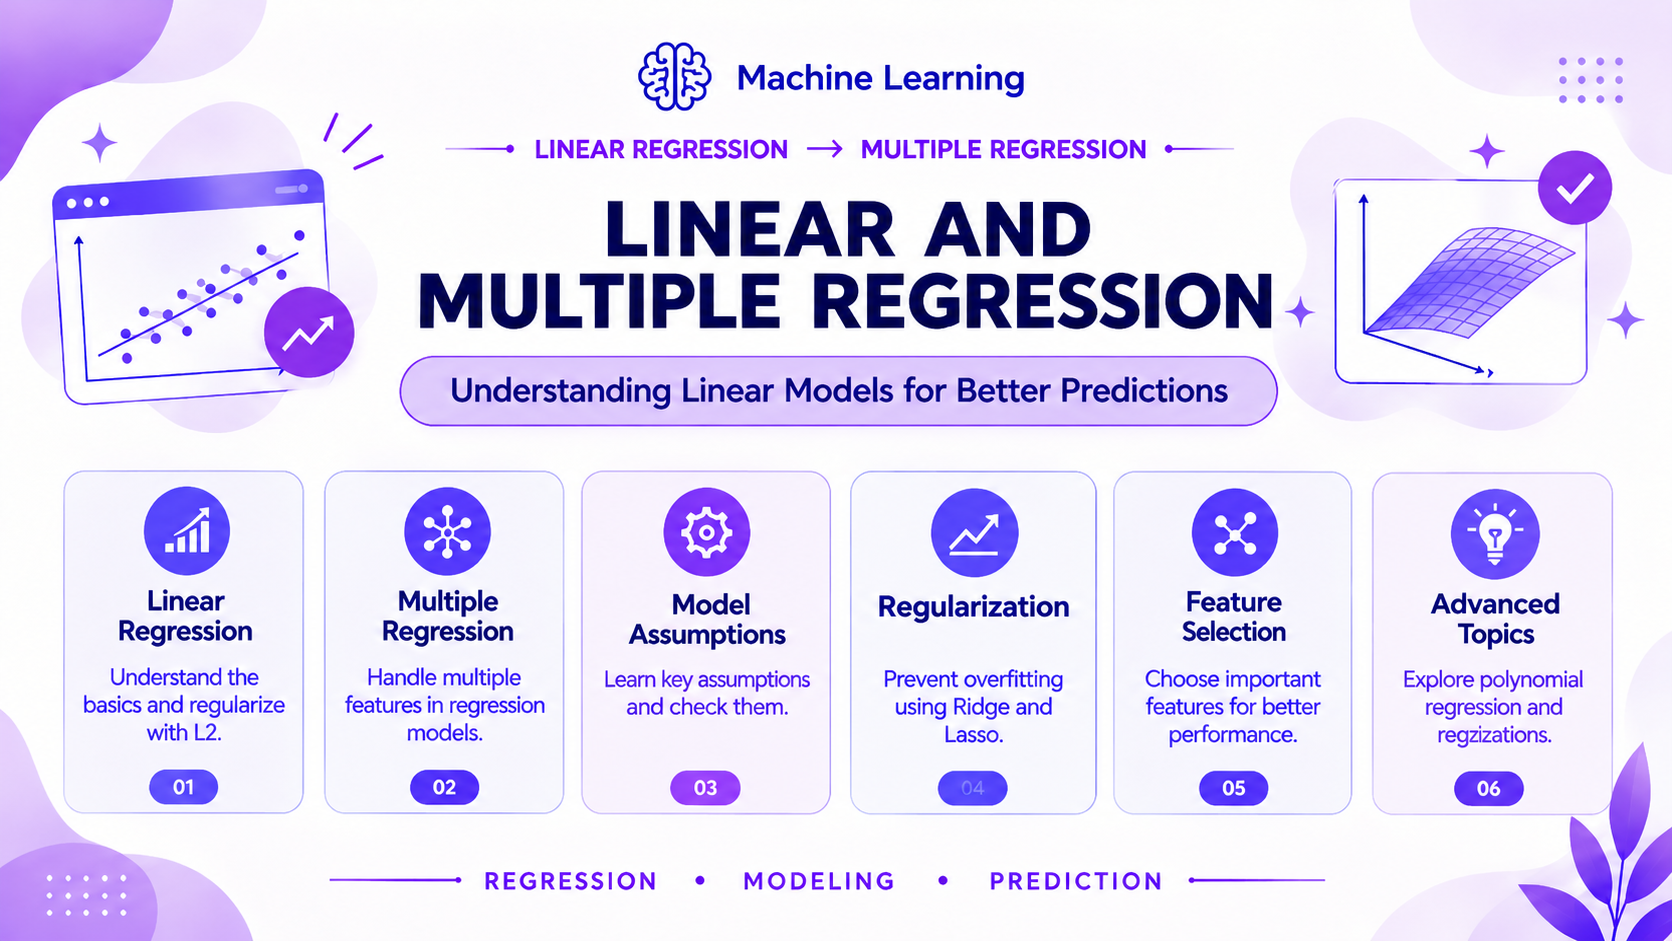 Machine Learning
LINEAR REGRESSION → MULTIPLE REGRESSION
LINEAR AND
MULTIPLE REGRESSION
Understanding Linear Models for Better Predictions
Linear
Regression
Understand the
basics and regularize
with L2.
01
Multiple
Regression
Handle multiple
features in regression
models.
02
Model
Assumptions
Learn key assumptions
and check them.
03
Regularization
Prevent overfitting
using Ridge and
Lasso.
04
Feature
Selection
Choose important
features for better
performance.
05
Advanced
Topics
Explore polynomial
regression and
regzizations.
06
REGRESSION • MODELING • PREDICTION